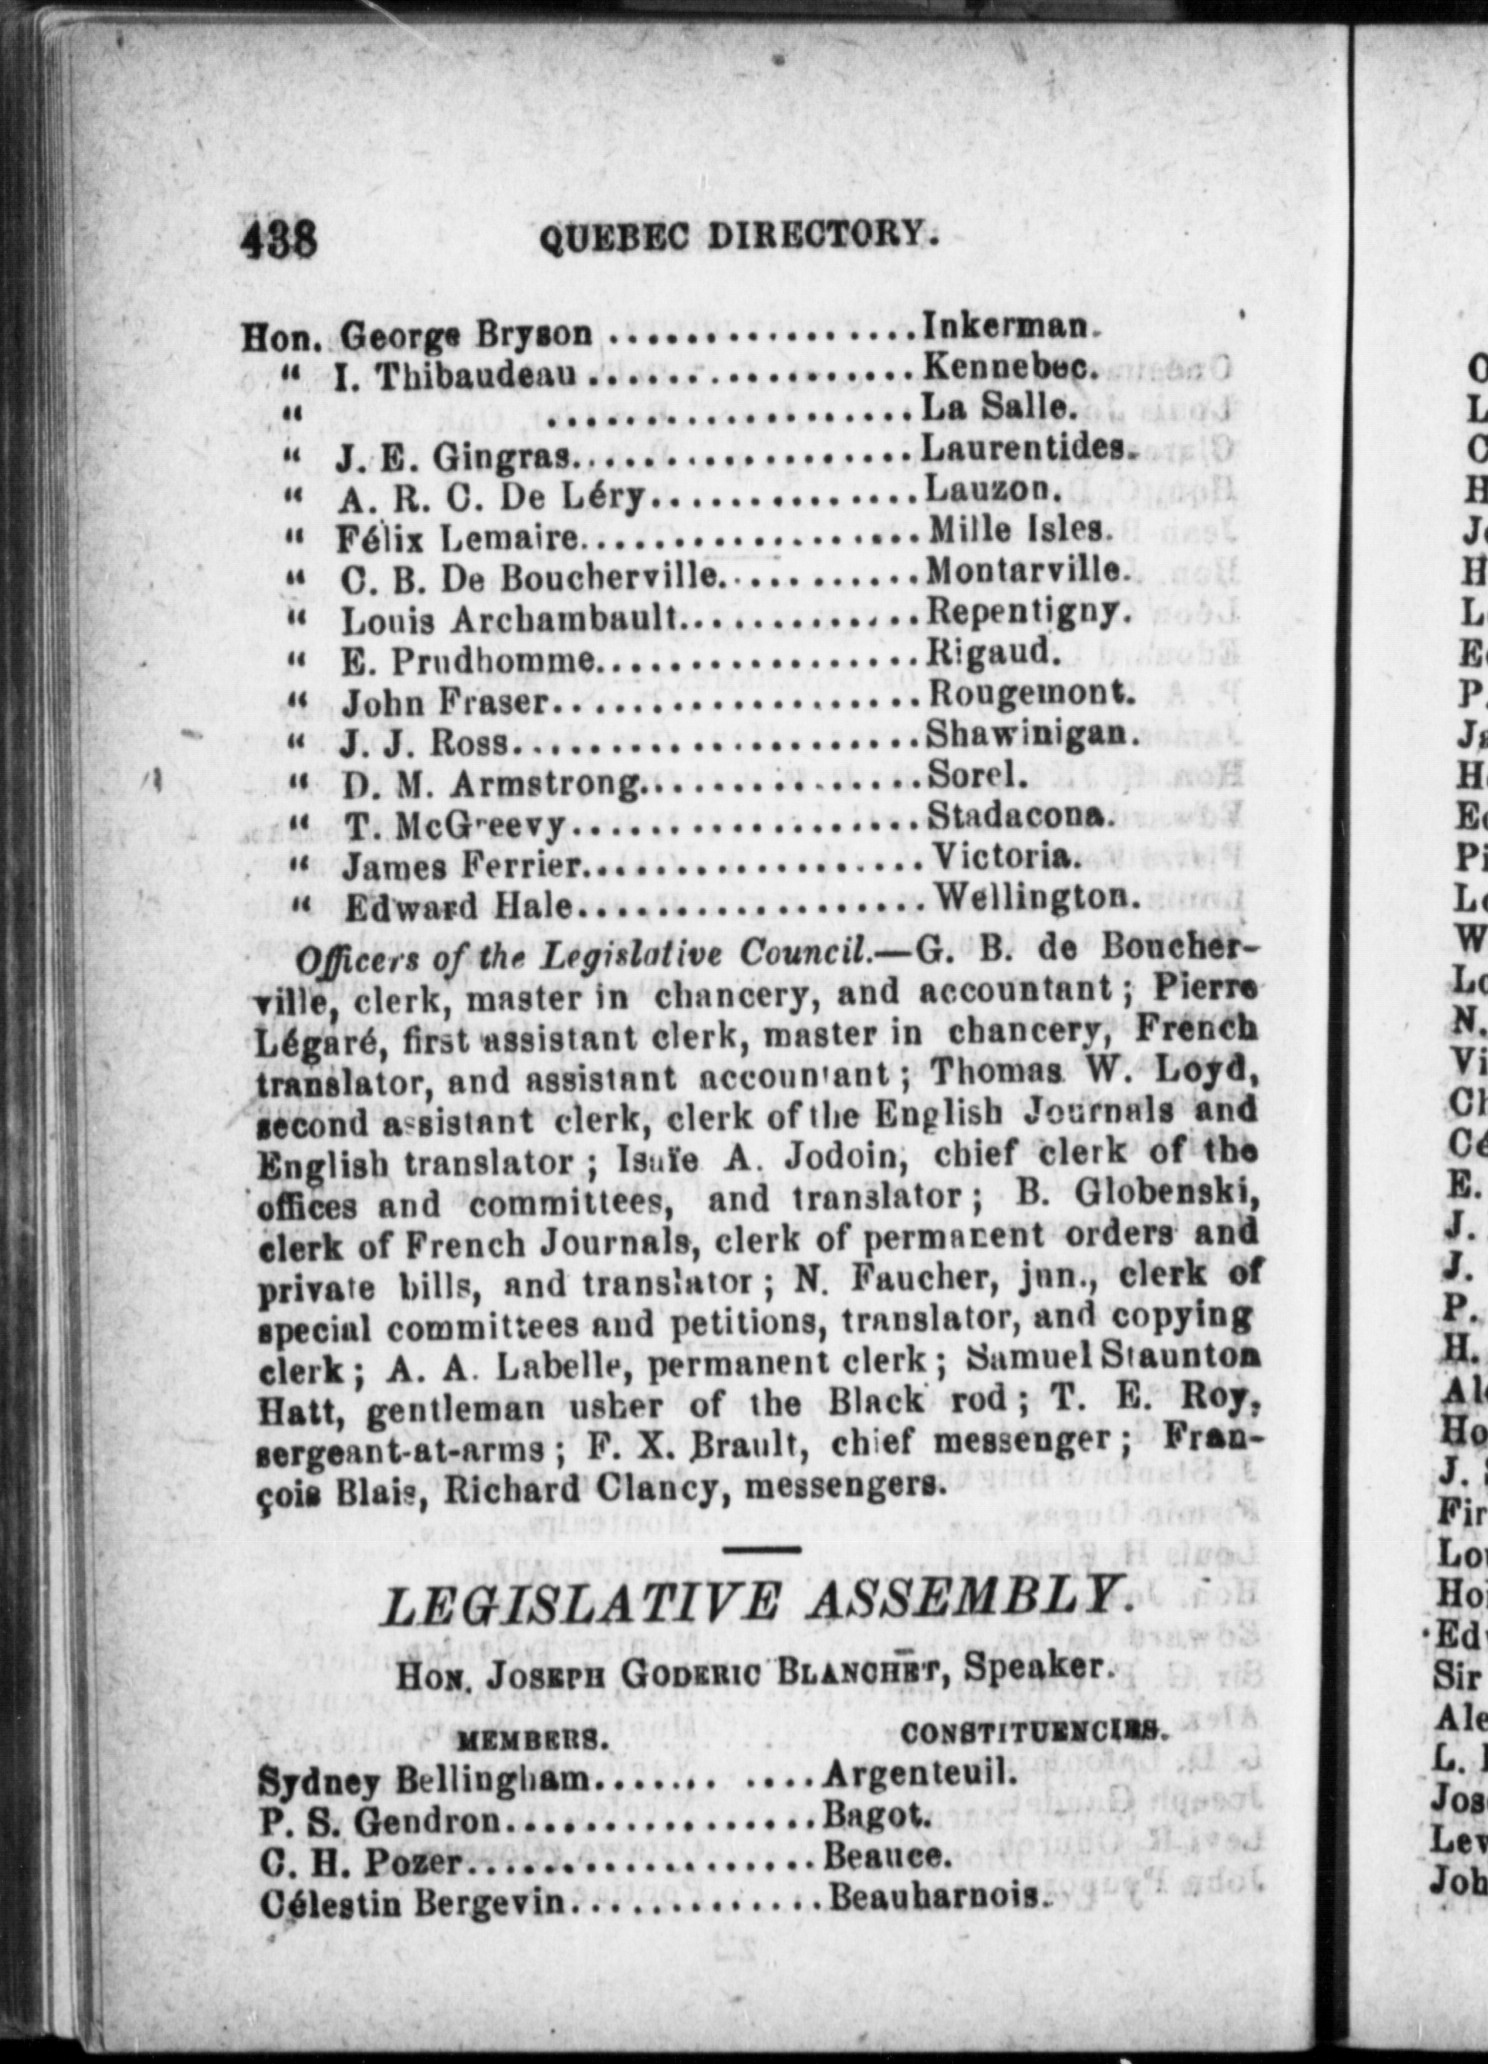 438 QUEBEC DIRECTORY.
Hon. George Bryson ................Inkerman.
" I. Thibaudeau .................Kennebec.
" ...................La Salle.
" J. E. Gingras..................Laurentides.
" A. R. C. De Léry..............Lauzon.
" Félix Lemaire..................Mille Isles.
" C. B. De Boucherville...........Montarville.
" Louis Archambault.............Repentigny.
" E. Prudhomme.................Rigaud.
" John Fraser...................Rougemont.
" J. J. Ross.....................Shawinigan.
" D. M. Armstrong...............Sorel.
" T. McGreevy..................Stadacona.
" James Ferrier..................Victoria.
" Edward Hale..................Wellington.
Officers of the Legislative Council.—G. B. de Boucher-
ville, clerk, master in chancery, and accountant; Pierre
Légaré, first assistant clerk, master in chancery, French
translator, and assistant accountant; Thomas W. Loyd,
second assistant clerk, clerk of the English Journals and
English translator; Isaïe A. Jodoin, chief clerk of the
offices and committees, and translator; B. Globenski,
clerk of French Journals, clerk of permanent orders and
private bills, and translator; N. Faucher, jun., clerk of
special committees and petitions, translator, and copying
clerk; A. A. Labelle, permanent clerk; Samuel Staunton
Hatt, gentleman usher of the Black rod; T. E. Roy,
sergeant-at-arms; F. X. Brault, chief messenger; Fran-
çois Blais, Richard Clancy, messengers.
LEGISLATIVE ASSEMBLY.
HON. JOSEPH GODERIC BLANCHET, Speaker.
MEMBERS. CONSTITUENCIES.
Sydney Bellingham....... ....Argenteuil.
P. S. Gendron................Bagot.
C. H. Pozer..................Beauce.
Célestin Bergevin.............Beauharnois.